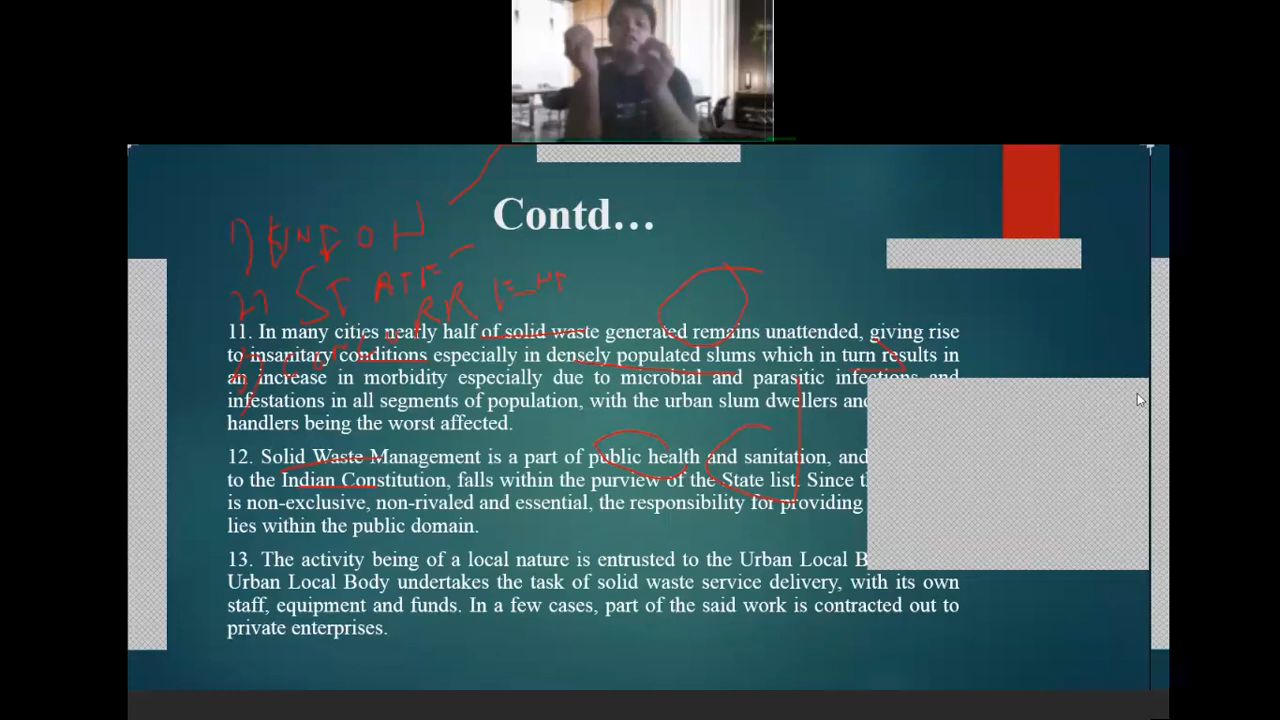 Contd…
1) UNION
2) STATE
3) CONCURRENT
11. In many cities nearly half of solid waste generated remains unattended, giving rise
to insanitary conditions especially in densely populated slums which in turn results in
an increase in morbidity especially due to microbial and parasitic infections and
infestations in all segments of population, with the urban slum dwellers and
handlers being the worst affected.
12. Solid Waste Management is a part of public health and sanitation, and
to the Indian Constitution, falls within the purview of the State list. Since
is non-exclusive, non-rivaled and essential, the responsibility for providing
lies within the public domain.
13. The activity being of a local nature is entrusted to the Urban Local
Urban Local Body undertakes the task of solid waste service delivery, with its own
staff, equipment and funds. In a few cases, part of the said work is contracted out to
private enterprises.